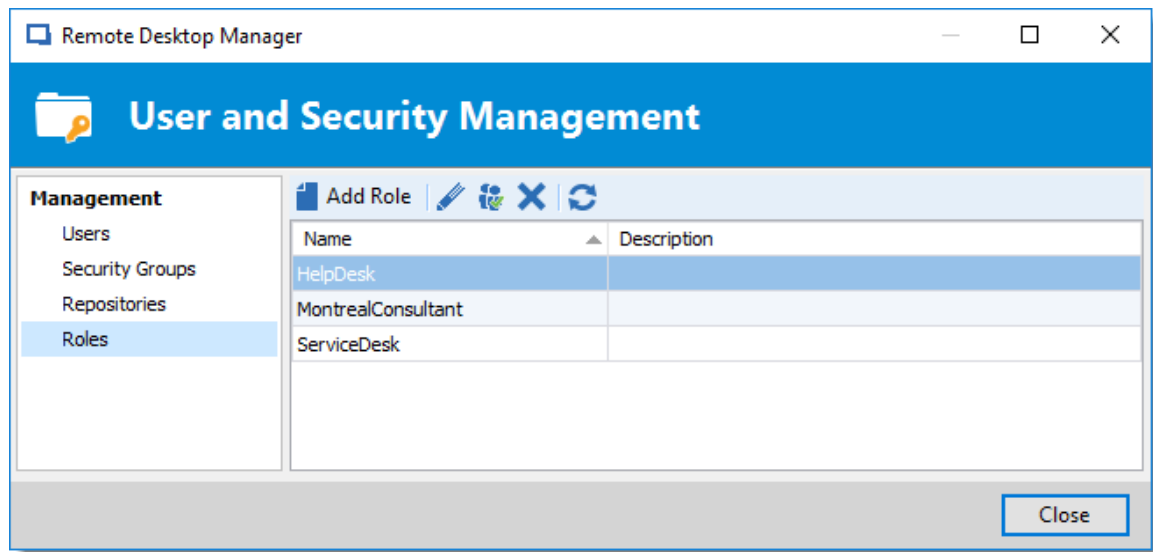 Remote Desktop Manager
User and Security Management
Management
Users
Security Groups
Repositories
Roles
Add Role
Name Description
HelpDesk
MontrealConsultant
ServiceDesk
Close